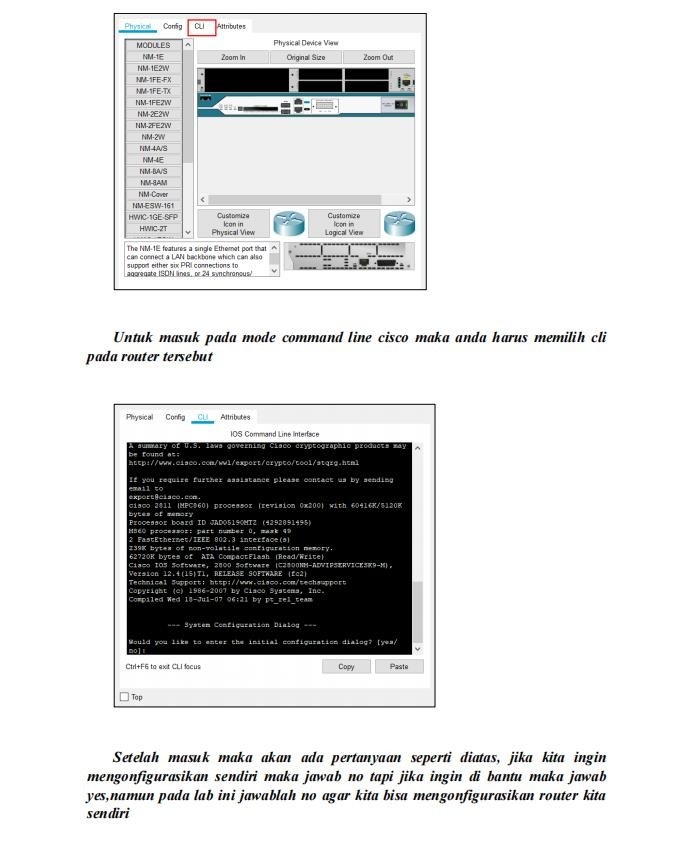 Physical Config CLI Attributes
MODULES
NM-1E
NM-1E2W
NM-1FE-FX
NM-1FE-TX
NM-1FE2W
NM-2E2W
NM-2FE2W
NM-2W
NM-4A/S
NM-4E
NM-8A/S
NM-8AM
NM-Cover
NM-ESW-161
HWIC-1GE-SFP
HWIC-2T
Physical Device View
Zoom In Original Size Zoom Out
Customize
Icon in
Physical View
Customize
Icon in
Logical View
The NM-1E features a single Ethernet port that
can connect a LAN backbone which can also
support either six PRI connections to
aggregate ISDN lines, or 24 synchronous/
Untuk masuk pada mode command line cisco maka anda harus memilih cli
pada router tersebut
Physical Config CLI Attributes
IOS Command Line Interface
A summary of U.S. laws governing Cisco cryptographic products may
be found at:
http://www.cisco.com/wwl/export/crypto/tool/stqrg.html
If you require further assistance please contact us by sending
email to
export@cisco.com.
cisco 2811 (MPC860) processor (revision 0x200) with 60416K/5120K
bytes of memory
Processor board ID JAD05190MTZ (4292891495)
M860 processor: part number 0, mask 49
2 FastEthernet/IEEE 802.3 interface(s)
239K bytes of non-volatile configuration memory.
62720K bytes of ATA CompactFlash (Read/Write)
Cisco IOS Software, 2800 Software (C2800NM-ADVIPSERVICESK9-M),
Version 12.4(15)T1, RELEASE SOFTWARE (fc2)
Technical Support: http://www.cisco.com/techsupport
Copyright (c) 1986-2007 by Cisco Systems, Inc.
Compiled Wed 18-Jul-07 06:21 by pt_rel_team
--- System Configuration Dialog ---
Would you like to enter the initial configuration dialog? [yes/
no]:
Ctrl+F6 to exit CLI focus Copy Paste
Top
Setelah masuk maka akan ada pertanyaan seperti diatas, jika kita ingin
mengonfigurasikan sendiri maka jawab no tapi jika ingin di bantu maka jawab
yes,namun pada lab ini jawablah no agar kita bisa mengonfigurasikan router kita
sendiri